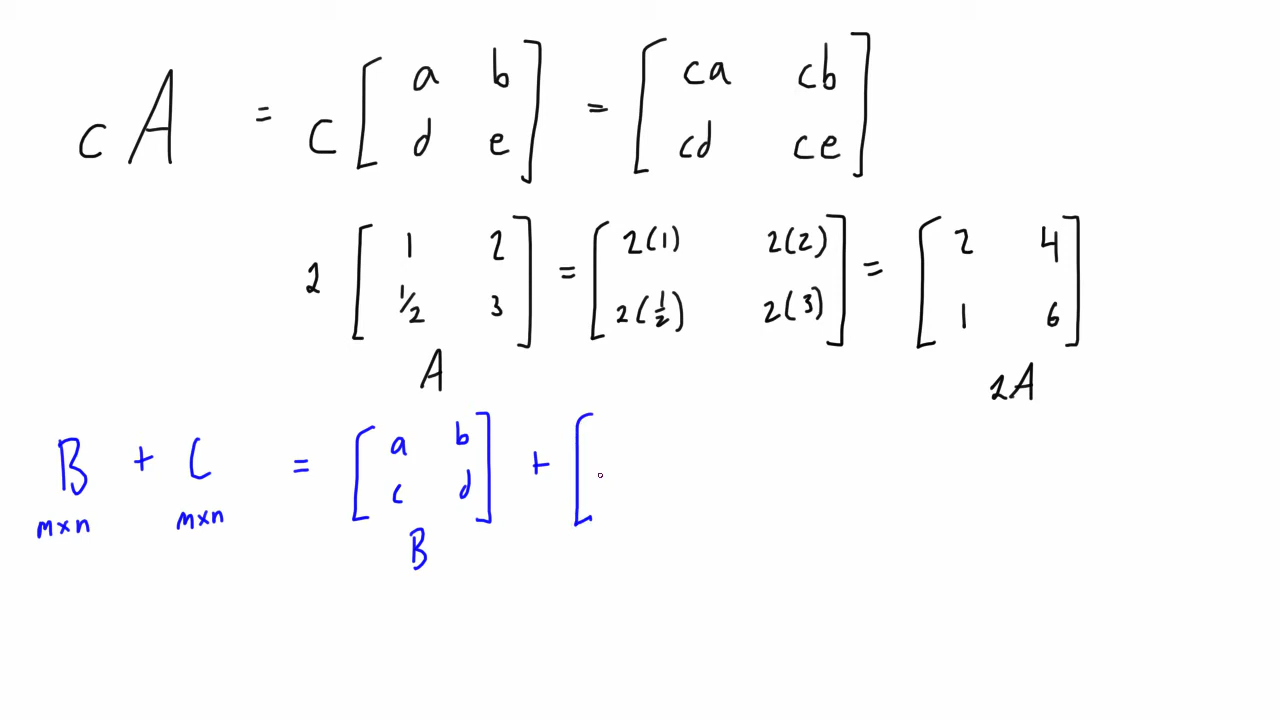 cA = c [ a b ; d e ] = [ ca cb ; cd ce ]
2 [ 1 2 ; 1/2 3 ] = [ 2(1) 2(2) ; 2(1/2) 2(3) ] = [ 2 4 ; 1 6 ]
A 2A
B + C = [ a b ; c d ] + [
m×n m×n
B